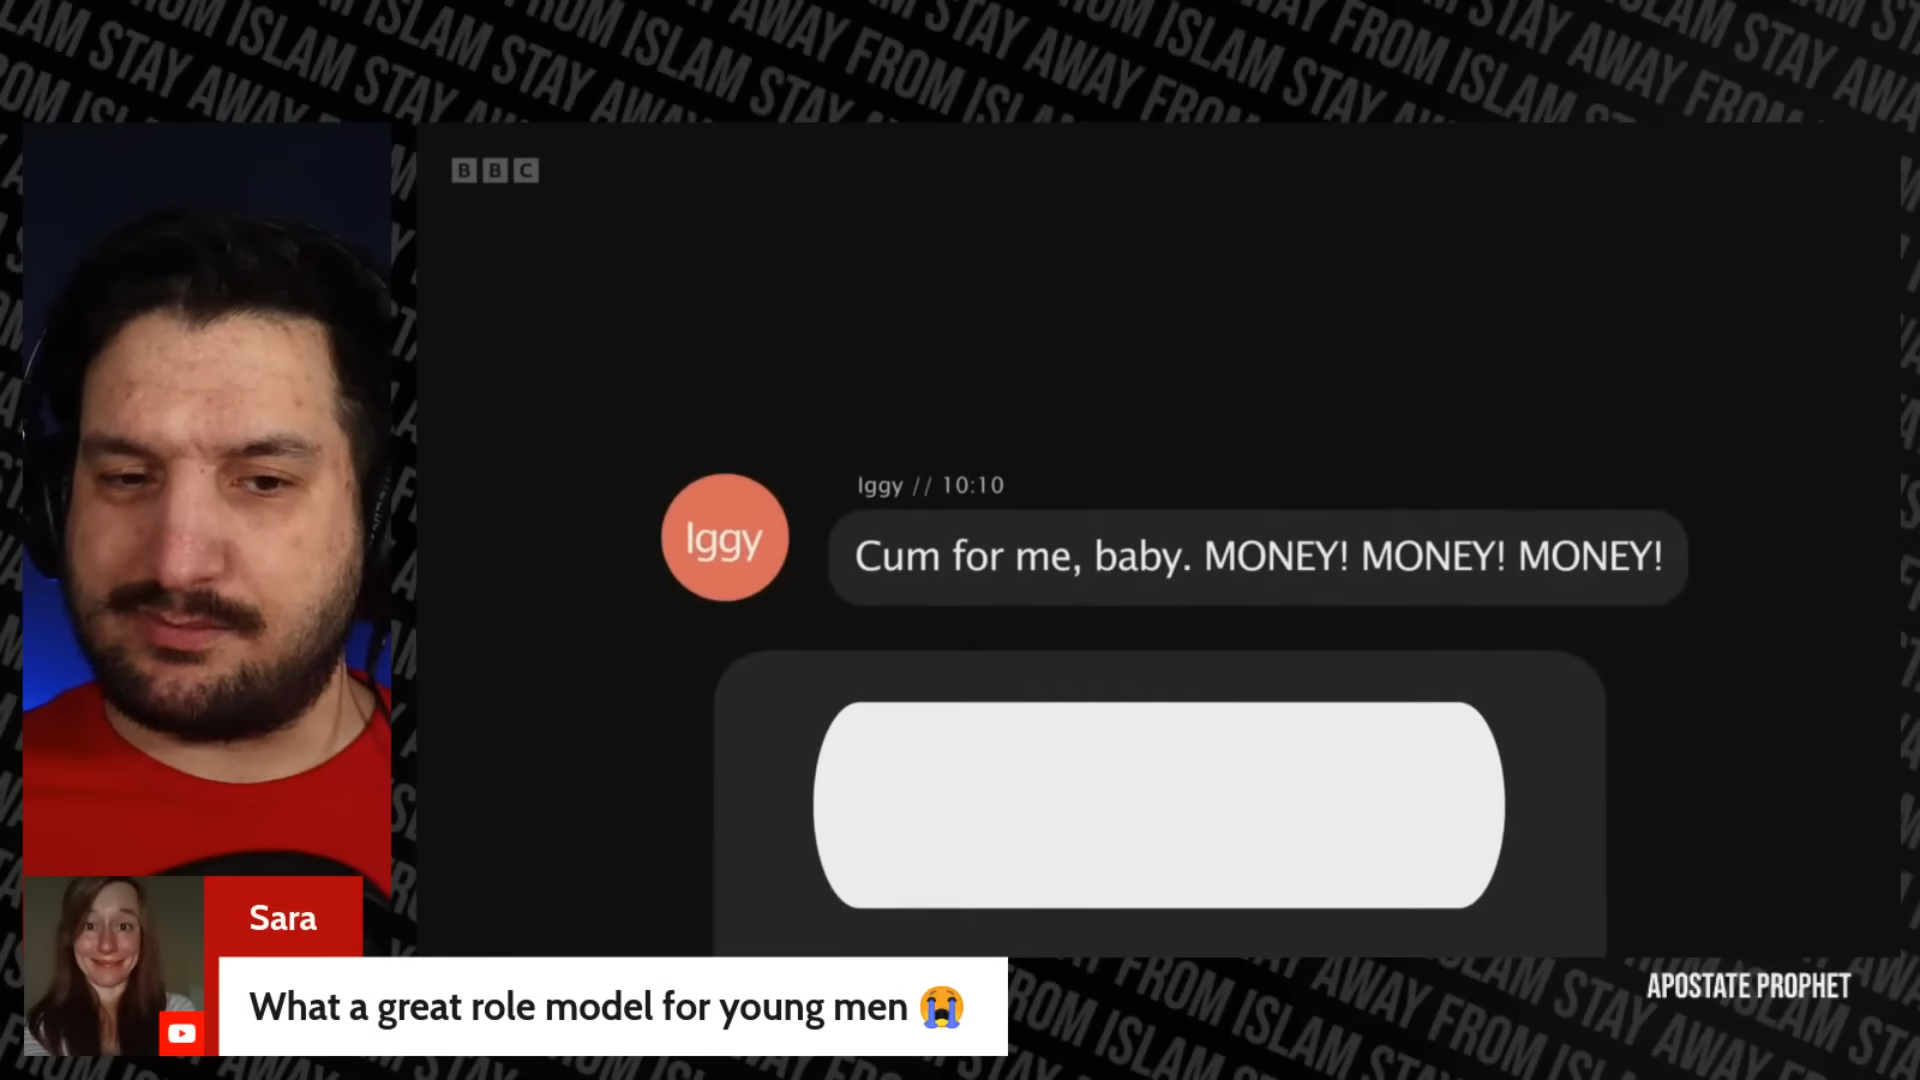 BBC
Iggy // 10:10
Iggy
Cum for me, baby. MONEY! MONEY! MONEY!
Sara
What a great role model for young men 😭
APOSTATE PROPHET
STAY AWAY FROM ISLAM